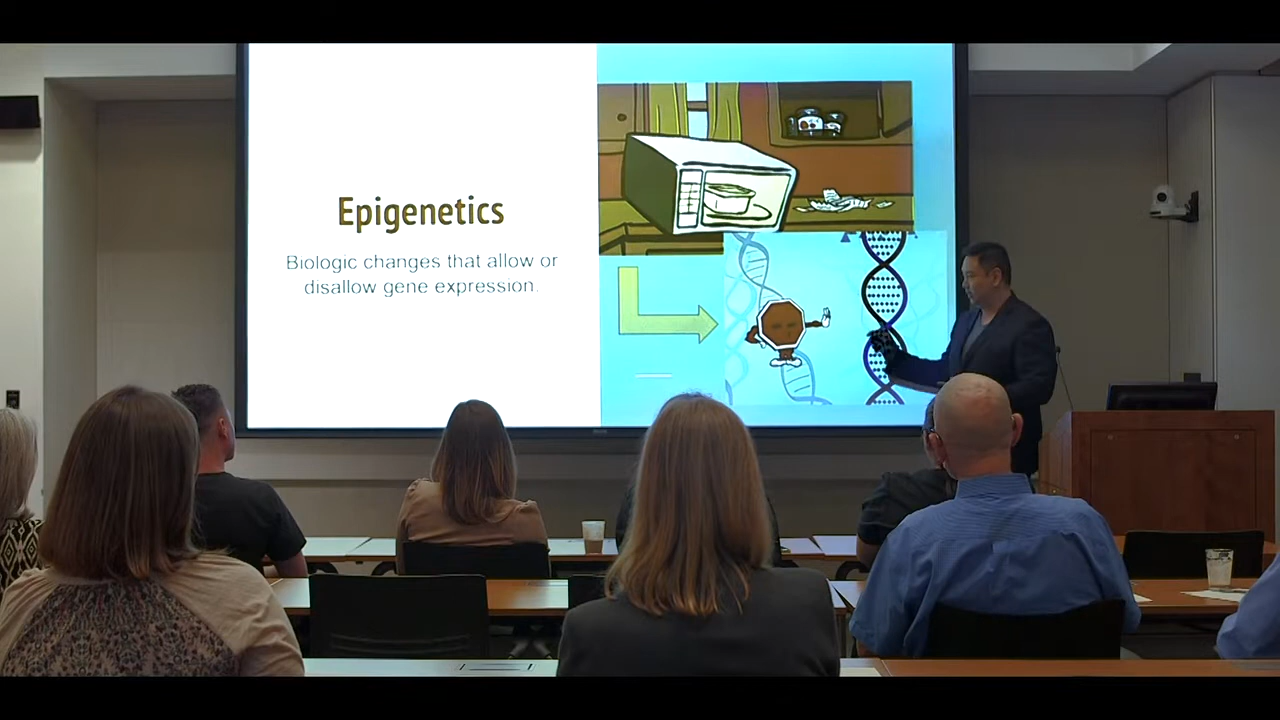 Epigenetics
Biologic changes that allow or
disallow gene expression.